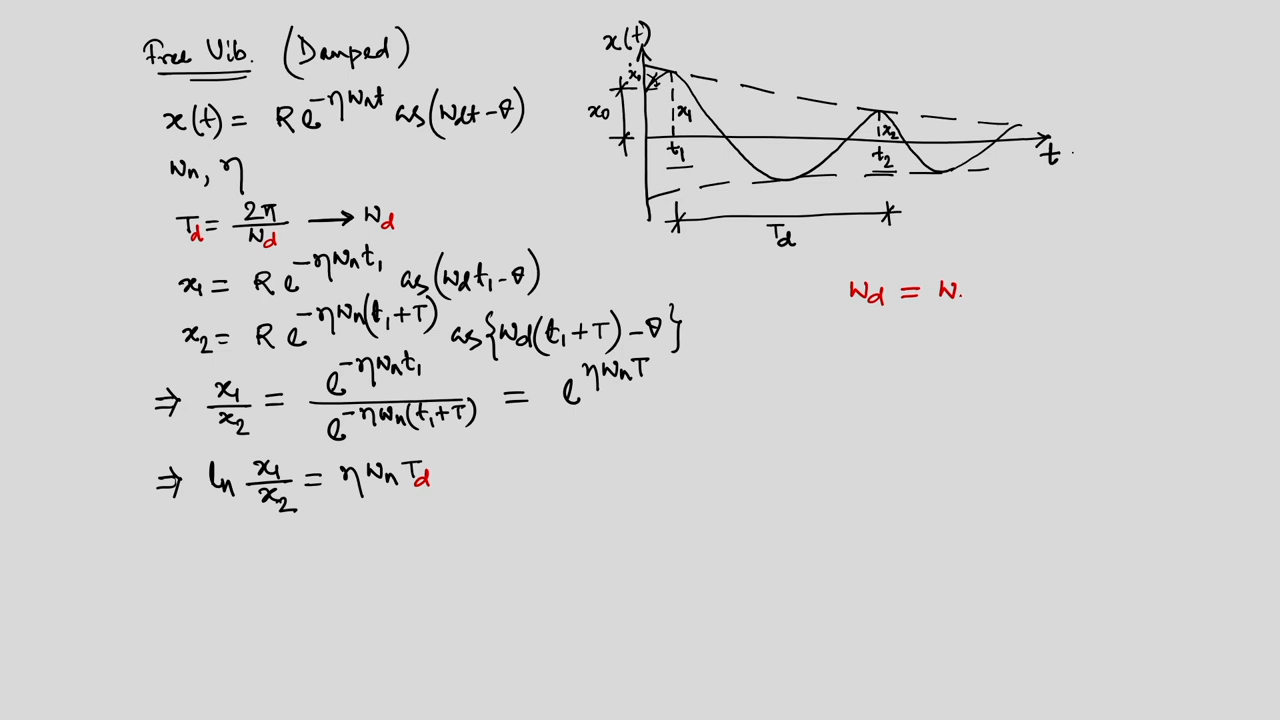 Free Vib. (Damped)
x(t) = R e^{-ηω_n t} cos(ω_d t - θ)
ω_n, η
T_d = 2π/ω_d → ω_d
x_1 = R e^{-ηω_n t_1} cos(ω_d t_1 - θ)
x_2 = R e^{-ηω_n(t_1+T)} cos{ω_d(t_1+T) - θ}
⇒ x_1/x_2 = e^{-ηω_n t_1}/e^{-ηω_n(t_1+T)} = e^{ηω_n T}
⇒ ln x_1/x_2 = ηω_n T_d
x(t)
ẋ_0
x_0
x_1
x_2
t_1
t_2
t
T_d
ω_d = ω.